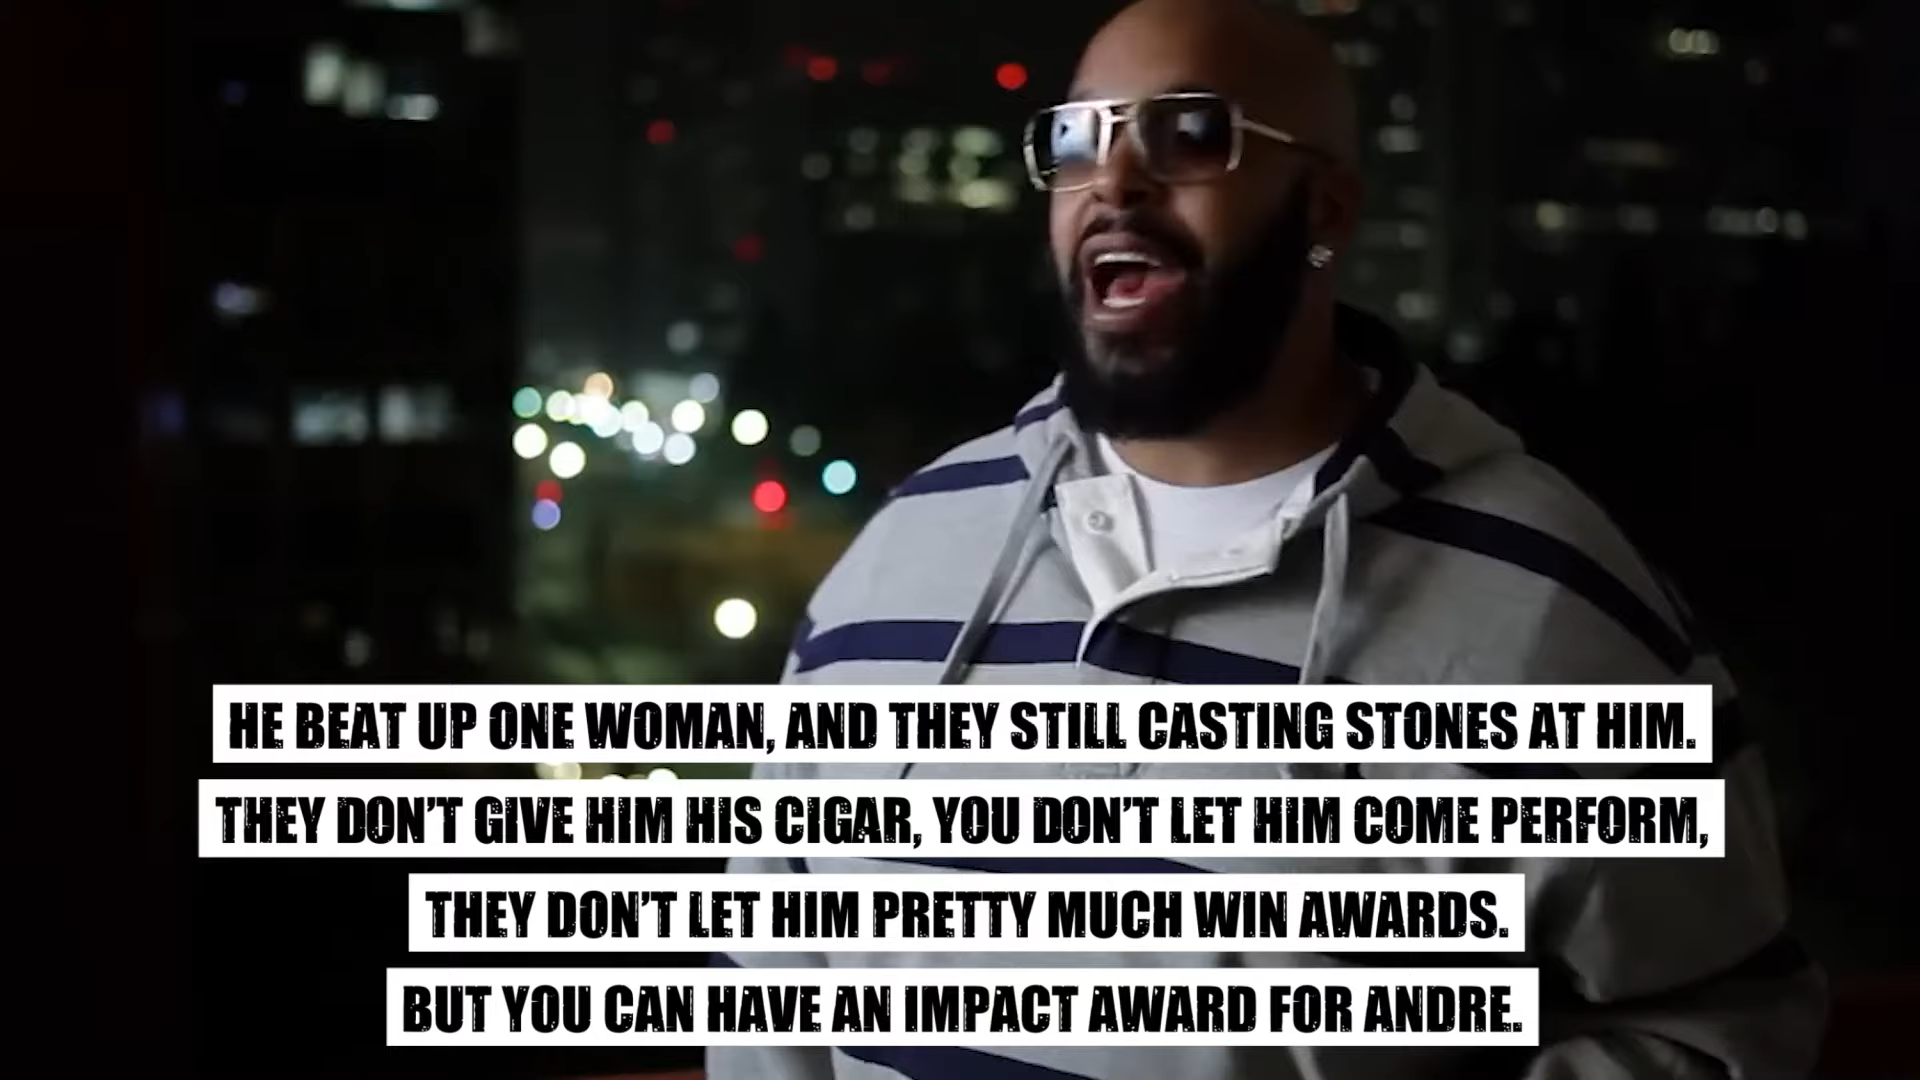 HE BEAT UP ONE WOMAN, AND THEY STILL CASTING STONES AT HIM.
THEY DON'T GIVE HIM HIS CIGAR, YOU DON'T LET HIM COME PERFORM,
THEY DON'T LET HIM PRETTY MUCH WIN AWARDS.
BUT YOU CAN HAVE AN IMPACT AWARD FOR ANDRE.